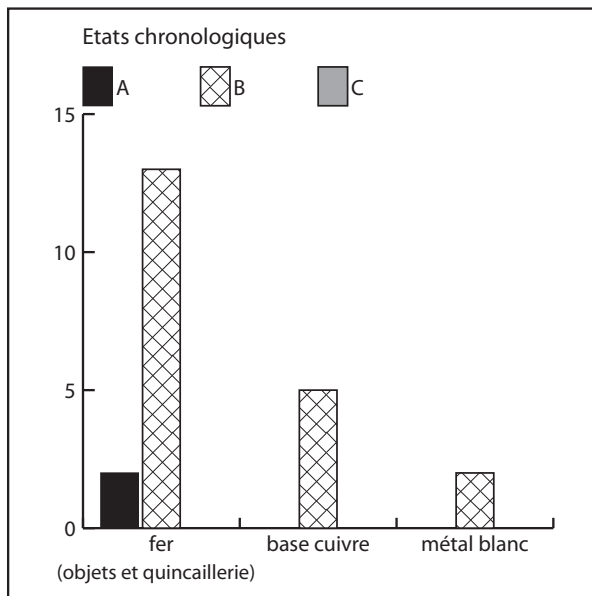 Etats chronologiques
A B C
15
10
5
0
fer base cuivre métal blanc
(objets et quincaillerie)